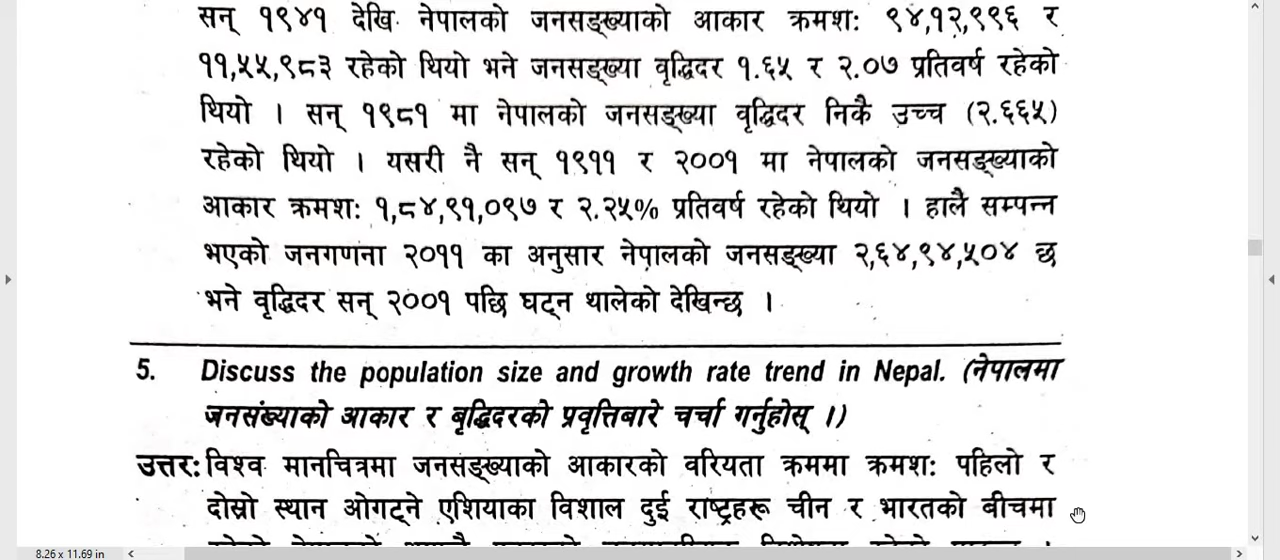 सन् १९४१ देखि नेपालको जनसङ्ख्याको आकार क्रमश: ९४,१२,९९६ र
११,५५,९८३ रहेको थियो भने जनसङ्ख्या वृद्धिदर १.६५ र २.०७ प्रतिवर्ष रहेको
थियो । सन् १९८१ मा नेपालको जनसङ्ख्या वृद्धिदर निकै उच्च (२.६६५)
रहेको थियो । यसरी नै सन् १९११ र २००१ मा नेपालको जनसङ्ख्याको
आकार क्रमश: १,८४,९१,०९७ र २.२५% प्रतिवर्ष रहेको थियो । हालै सम्पन्न
भएको जनगणना २०११ का अनुसार नेपालको जनसङ्ख्या २,६४,९४,५०४ छ
भने वृद्धिदर सन् २००१ पछि घट्न थालेको देखिन्छ ।
5. Discuss the population size and growth rate trend in Nepal. (नेपालमा
जनसंख्याको आकार र बृद्धिदरको प्रवृत्तिबारे चर्चा गर्नुहोस् ।)
उत्तर: विश्व मानचित्रमा जनसङ्ख्याको आकारको वरियता क्रममा क्रमश: पहिलो र
दोस्रो स्थान ओगट्ने एशियाका विशाल दुई राष्ट्रहरू चीन र भारतको बीचमा
8.26 x 11.69 in